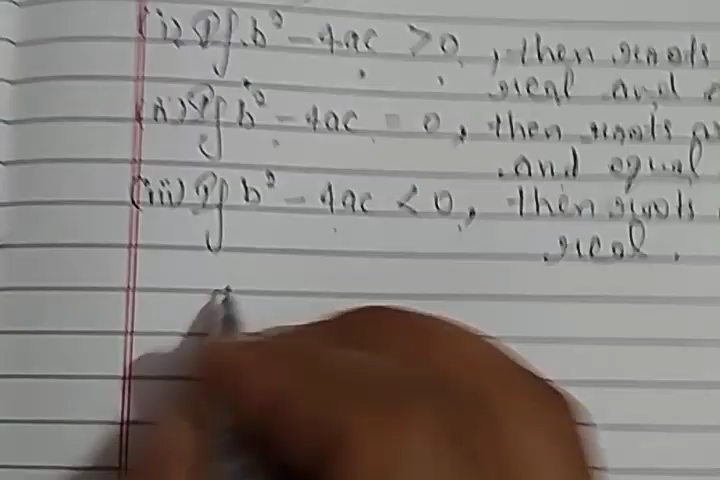 (i) If b² - 4ac > 0, then roots
real and
(ii) If b² - 4ac = 0, then roots
and equal
(iii) If b² - 4ac < 0, then roots
real.